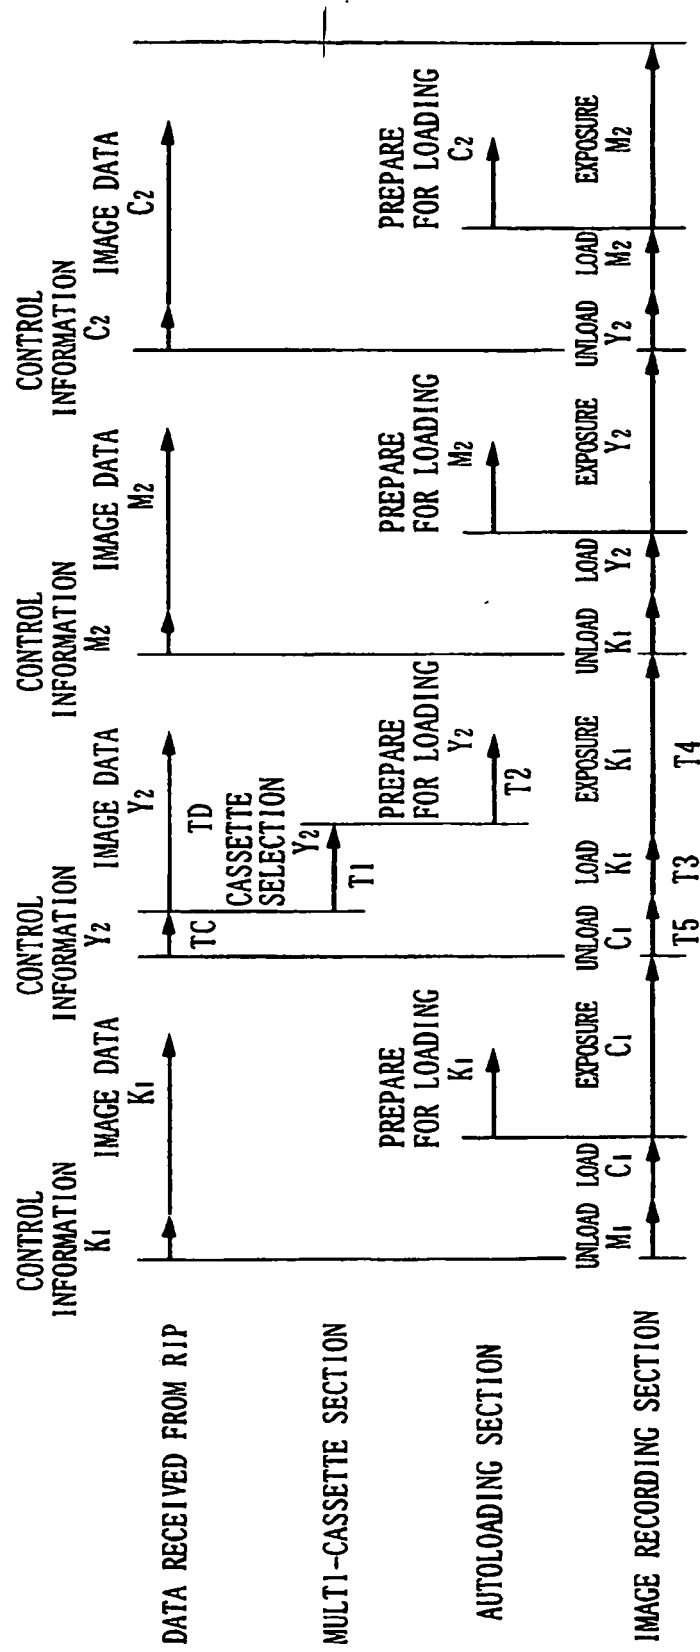 CONTROL
INFORMATION
K1
IMAGE DATA
K1
CONTROL
INFORMATION
Y2
IMAGE DATA
Y2
CONTROL
INFORMATION
M2
IMAGE DATA
M2
CONTROL
INFORMATION
C2
IMAGE DATA
C2
DATA RECEIVED FROM RIP
TC
TD
MULTI-CASSETTE SECTION
CASSETTE
SELECTION
Y2
T1
AUTOLOADING SECTION
PREPARE
FOR LOADING
K1
PREPARE
FOR LOADING
Y2
T2
PREPARE
FOR LOADING
M2
PREPARE
FOR LOADING
C2
IMAGE RECORDING SECTION
UNLOAD
M1
LOAD
C1
EXPOSURE
C1
UNLOAD
C1
T5
LOAD
K1
T3
EXPOSURE
K1
T4
UNLOAD
K1
LOAD
Y2
EXPOSURE
Y2
UNLOAD
Y2
LOAD
M2
EXPOSURE
M2